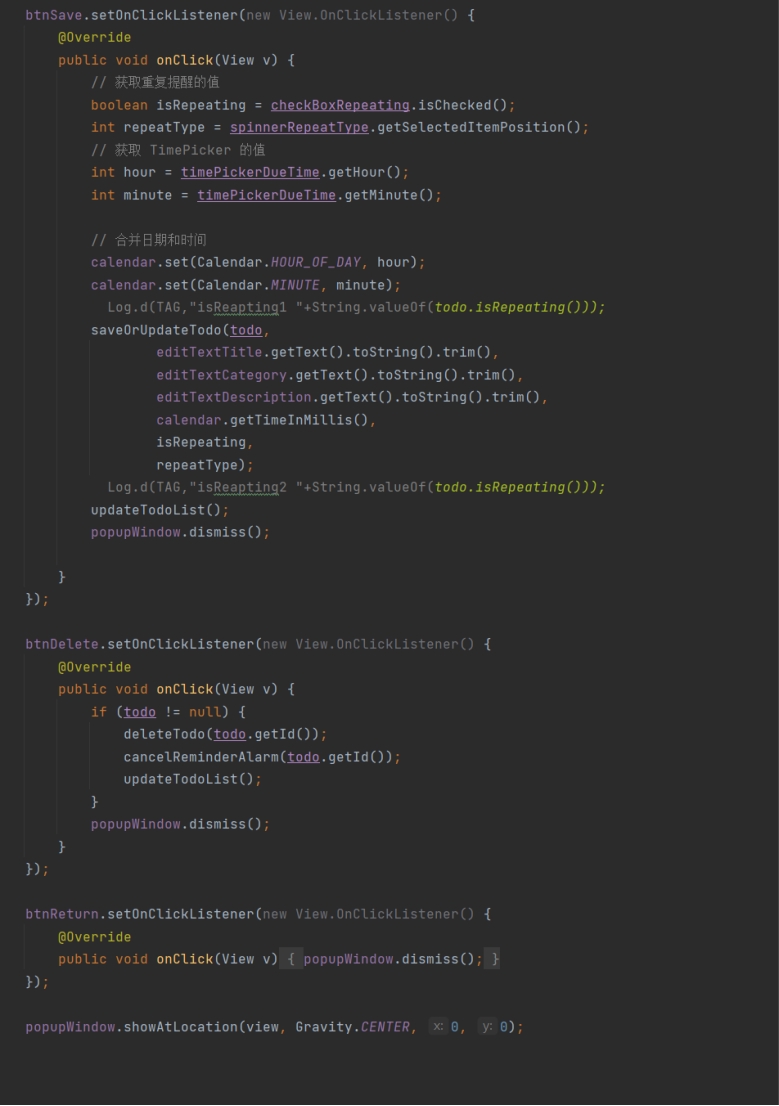 btnSave.setOnClickListener(new View.OnClickListener() {
@Override
public void onClick(View v) {
// 获取重复提醒的值
boolean isRepeating = checkBoxRepeating.isChecked();
int repeatType = spinnerRepeatType.getSelectedItemPosition();
// 获取 TimePicker 的值
int hour = timePickerDueTime.getHour();
int minute = timePickerDueTime.getMinute();
// 合并日期和时间
calendar.set(Calendar.HOUR_OF_DAY, hour);
calendar.set(Calendar.MINUTE, minute);
Log.d(TAG,"isReapting1 "+String.valueOf(todo.isRepeating()));
saveOrUpdateTodo(todo,
editTextTitle.getText().toString().trim(),
editTextCategory.getText().toString().trim(),
editTextDescription.getText().toString().trim(),
calendar.getTimeInMillis(),
isRepeating,
repeatType);
Log.d(TAG,"isReapting2 "+String.valueOf(todo.isRepeating()));
updateTodoList();
popupWindow.dismiss();
}
});
btnDelete.setOnClickListener(new View.OnClickListener() {
@Override
public void onClick(View v) {
if (todo != null) {
deleteTodo(todo.getId());
cancelReminderAlarm(todo.getId());
updateTodoList();
}
popupWindow.dismiss();
}
});
btnReturn.setOnClickListener(new View.OnClickListener() {
@Override
public void onClick(View v) { popupWindow.dismiss(); }
});
popupWindow.showAtLocation(view, Gravity.CENTER, x: 0, y: 0);